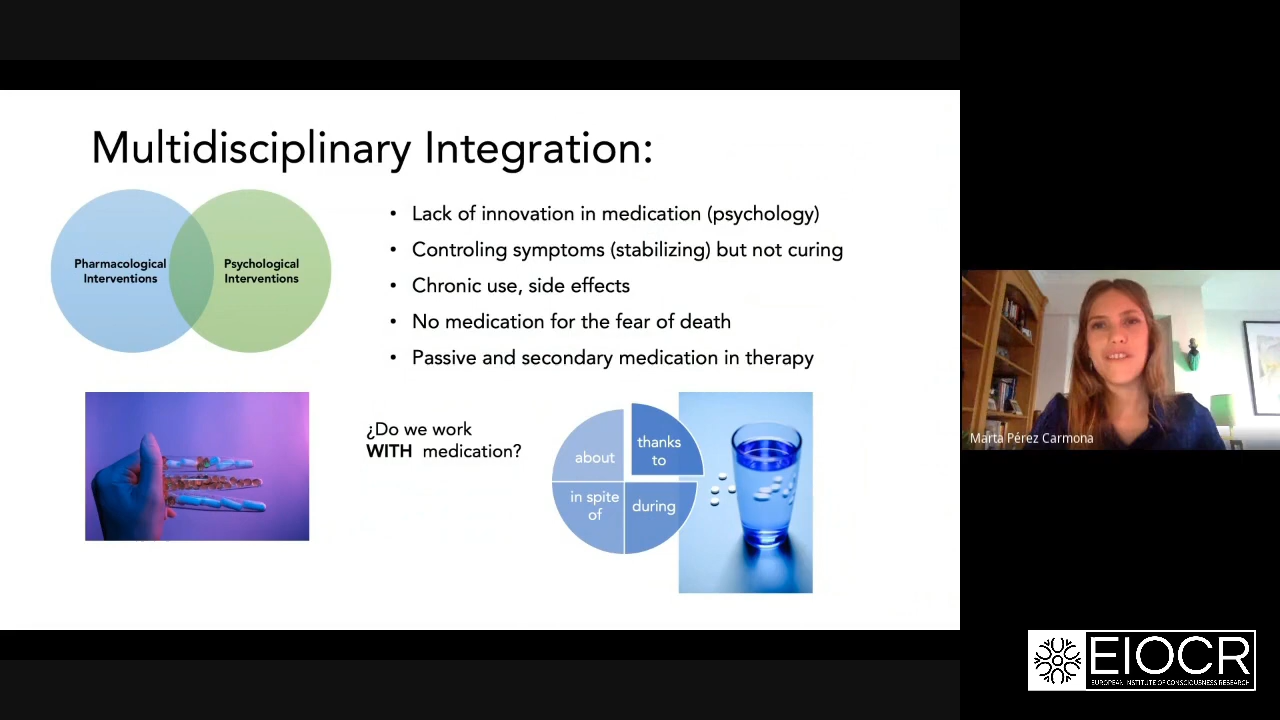 Multidisciplinary Integration:
Pharmacological
Interventions
Psychological
Interventions
• Lack of innovation in medication (psychology)
• Controling symptoms (stabilizing) but not curing
• Chronic use, side effects
• No medication for the fear of death
• Passive and secondary medication in therapy
¿Do we work
WITH medication?
about
thanks
to
in spite
of
during
Marta Pérez Carmona
EIOCR
EUROPEAN INSTITUTE OF CONSCIOUSNESS RESEARCH